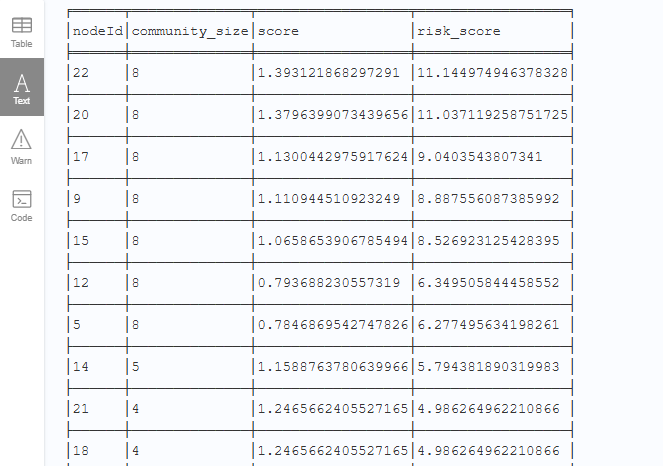 Table
A
Text
Warn
Code
nodeId community_size score risk_score
22 8 1.393121868297291 11.144974946378328
20 8 1.3796399073439656 11.037119258751725
17 8 1.1300442975917624 9.0403543807341
9 8 1.110944510923249 8.887556087385992
15 8 1.0658653906785494 8.526923125428395
12 8 0.793688230557319 6.349505844458552
5 8 0.7846869542747826 6.277495634198261
14 5 1.1588763780639966 5.794381890319983
21 4 1.2465662405527165 4.986264962210866
18 4 1.2465662405527165 4.986264962210866